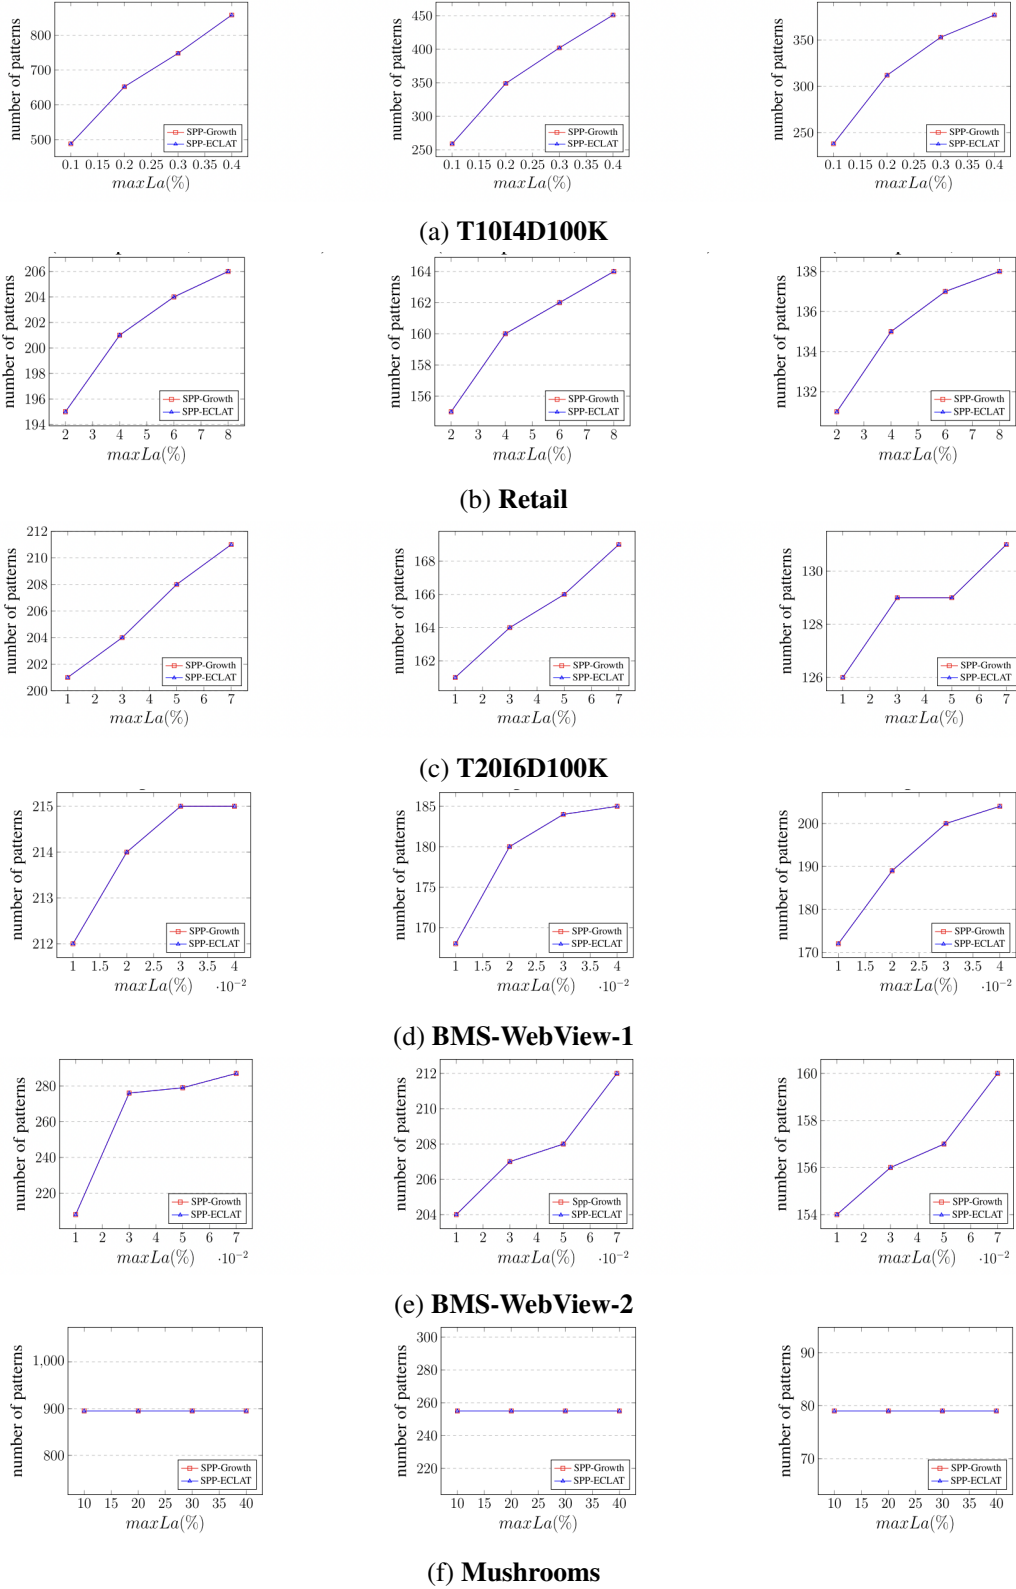 number of patterns
800
700
600
500
SPP-Growth
SPP-ECLAT
0.1 0.15 0.2 0.25 0.3 0.35 0.4
maxLa(%)
number of patterns
450
400
350
300
250
SPP-Growth
SPP-ECLAT
0.1 0.15 0.2 0.25 0.3 0.35 0.4
maxLa(%)
number of patterns
350
300
250
SPP-Growth
SPP-ECLAT
0.1 0.15 0.2 0.25 0.3 0.35 0.4
maxLa(%)
(a) T10I4D100K
number of patterns
206
204
202
200
198
196
194
SPP-Growth
SPP-ECLAT
2 3 4 5 6 7 8
maxLa(%)
number of patterns
164
162
160
158
156
SPP-Growth
SPP-ECLAT
2 3 4 5 6 7 8
maxLa(%)
number of patterns
138
136
134
132
SPP-Growth
SPP-ECLAT
2 3 4 5 6 7 8
maxLa(%)
(b) Retail
number of patterns
212
210
208
206
204
202
200
SPP-Growth
SPP-ECLAT
1 2 3 4 5 6 7
maxLa(%)
number of patterns
168
166
164
162
SPP-Growth
SPP-ECLAT
1 2 3 4 5 6 7
maxLa(%)
number of patterns
130
128
126
SPP-Growth
SPP-ECLAT
1 2 3 4 5 6 7
maxLa(%)
(c) T20I6D100K
number of patterns
215
214
213
212
SPP-Growth
SPP-ECLAT
1 1.5 2 2.5 3 3.5 4
maxLa(%) ·10⁻²
number of patterns
185
180
175
170
SPP-Growth
SPP-ECLAT
1 1.5 2 2.5 3 3.5 4
maxLa(%) ·10⁻²
number of patterns
200
190
180
170
SPP-Growth
SPP-ECLAT
1 1.5 2 2.5 3 3.5 4
maxLa(%) ·10⁻²
(d) BMS-WebView-1
number of patterns
280
260
240
220
SPP-Growth
SPP-ECLAT
1 2 3 4 5 6 7
maxLa(%) ·10⁻²
number of patterns
212
210
208
206
204
Spp-Growth
SPP-ECLAT
1 2 3 4 5 6 7
maxLa(%) ·10⁻²
number of patterns
160
158
156
154
SPP-Growth
SPP-ECLAT
1 2 3 4 5 6 7
maxLa(%) ·10⁻²
(e) BMS-WebView-2
number of patterns
1,000
900
800
SPP-Growth
SPP-ECLAT
10 15 20 25 30 35 40
maxLa(%)
number of patterns
300
280
260
240
220
SPP-Growth
SPP-ECLAT
10 15 20 25 30 35 40
maxLa(%)
number of patterns
90
80
70
SPP-Growth
SPP-ECLAT
10 15 20 25 30 35 40
maxLa(%)
(f) Mushrooms